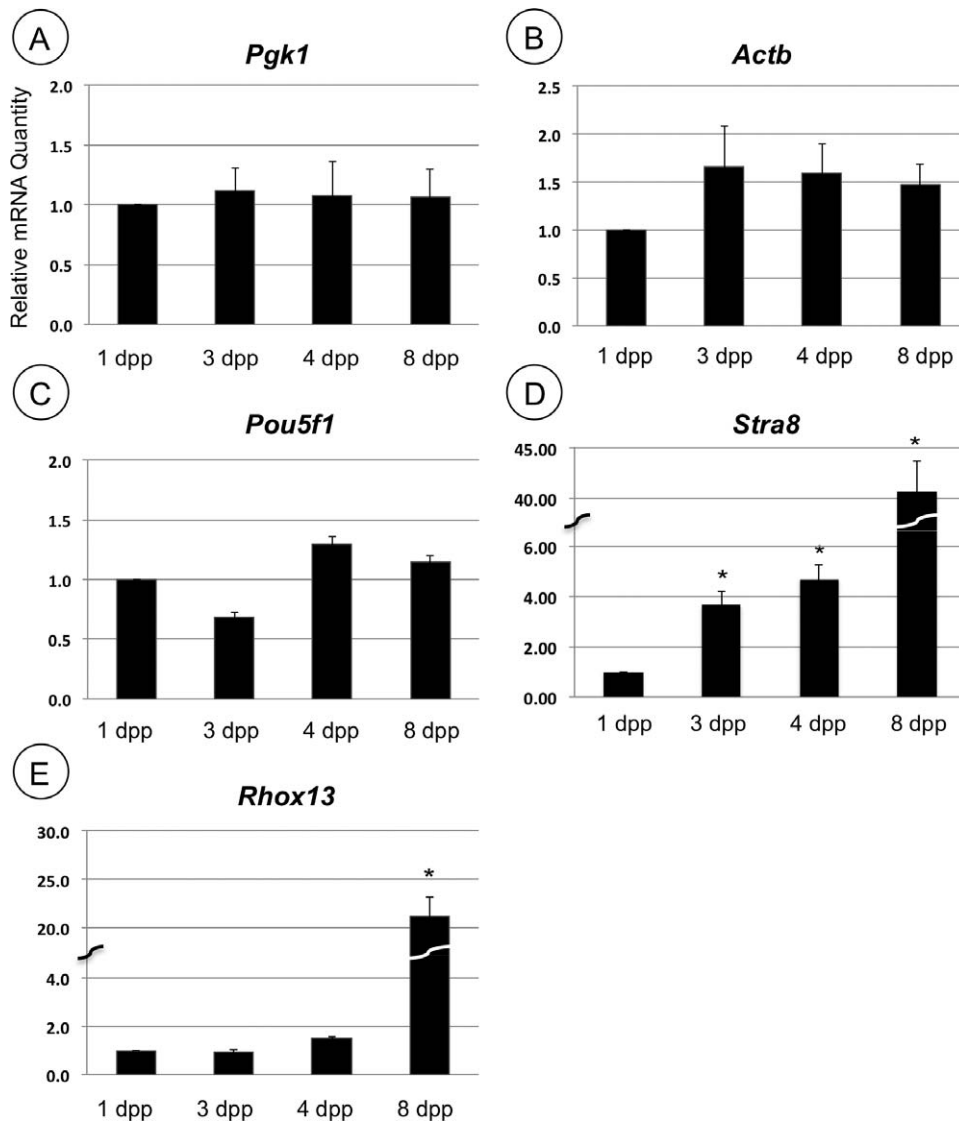 A
Pgk1
Relative mRNA Quantity
2.0
1.5
1.0
0.5
0.0
1 dpp 3 dpp 4 dpp 8 dpp
B
Actb
2.5
2.0
1.5
1.0
0.5
0.0
1 dpp 3 dpp 4 dpp 8 dpp
C
Pou5f1
2.0
1.5
1.0
0.5
0.0
1 dpp 3 dpp 4 dpp 8 dpp
D
Stra8
45.00
40.00
6.00
4.00
2.00
0.00
* * *
1 dpp 3 dpp 4 dpp 8 dpp
E
Rhox13
30.0
25.0
20.0
4.0
2.0
0.0
*
1 dpp 3 dpp 4 dpp 8 dpp